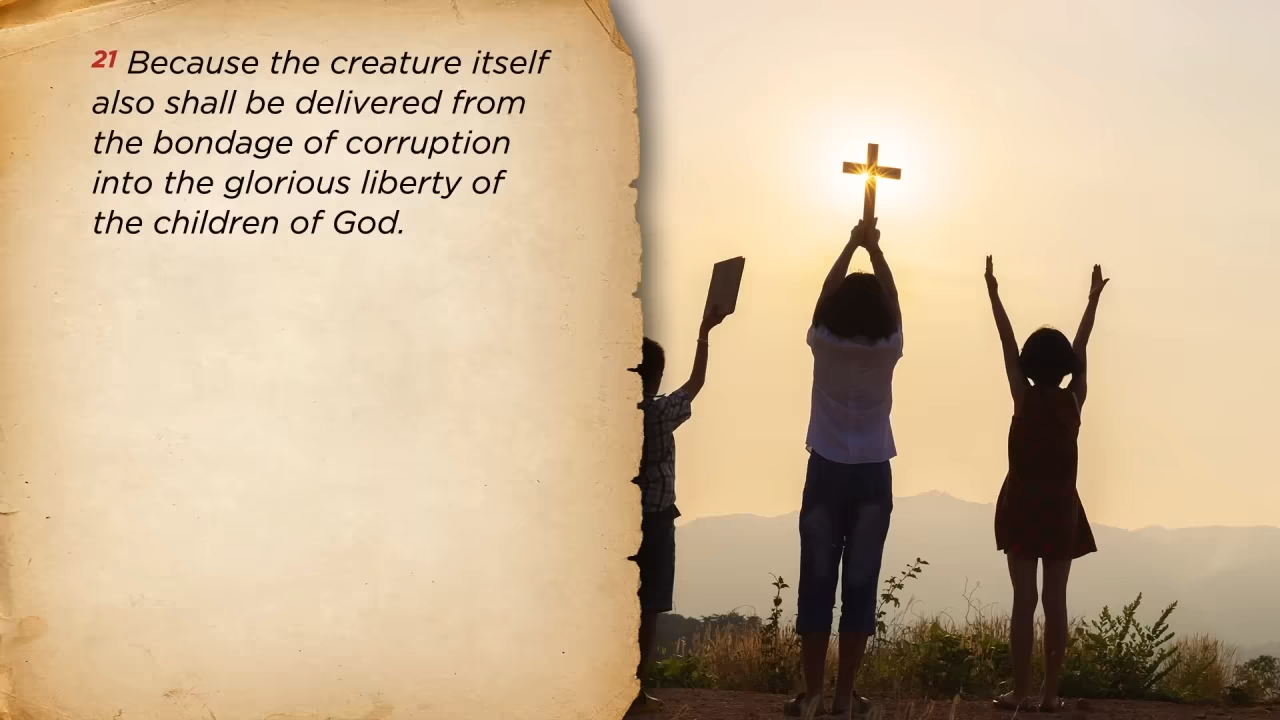 21 Because the creature itself
also shall be delivered from
the bondage of corruption
into the glorious liberty of
the children of God.